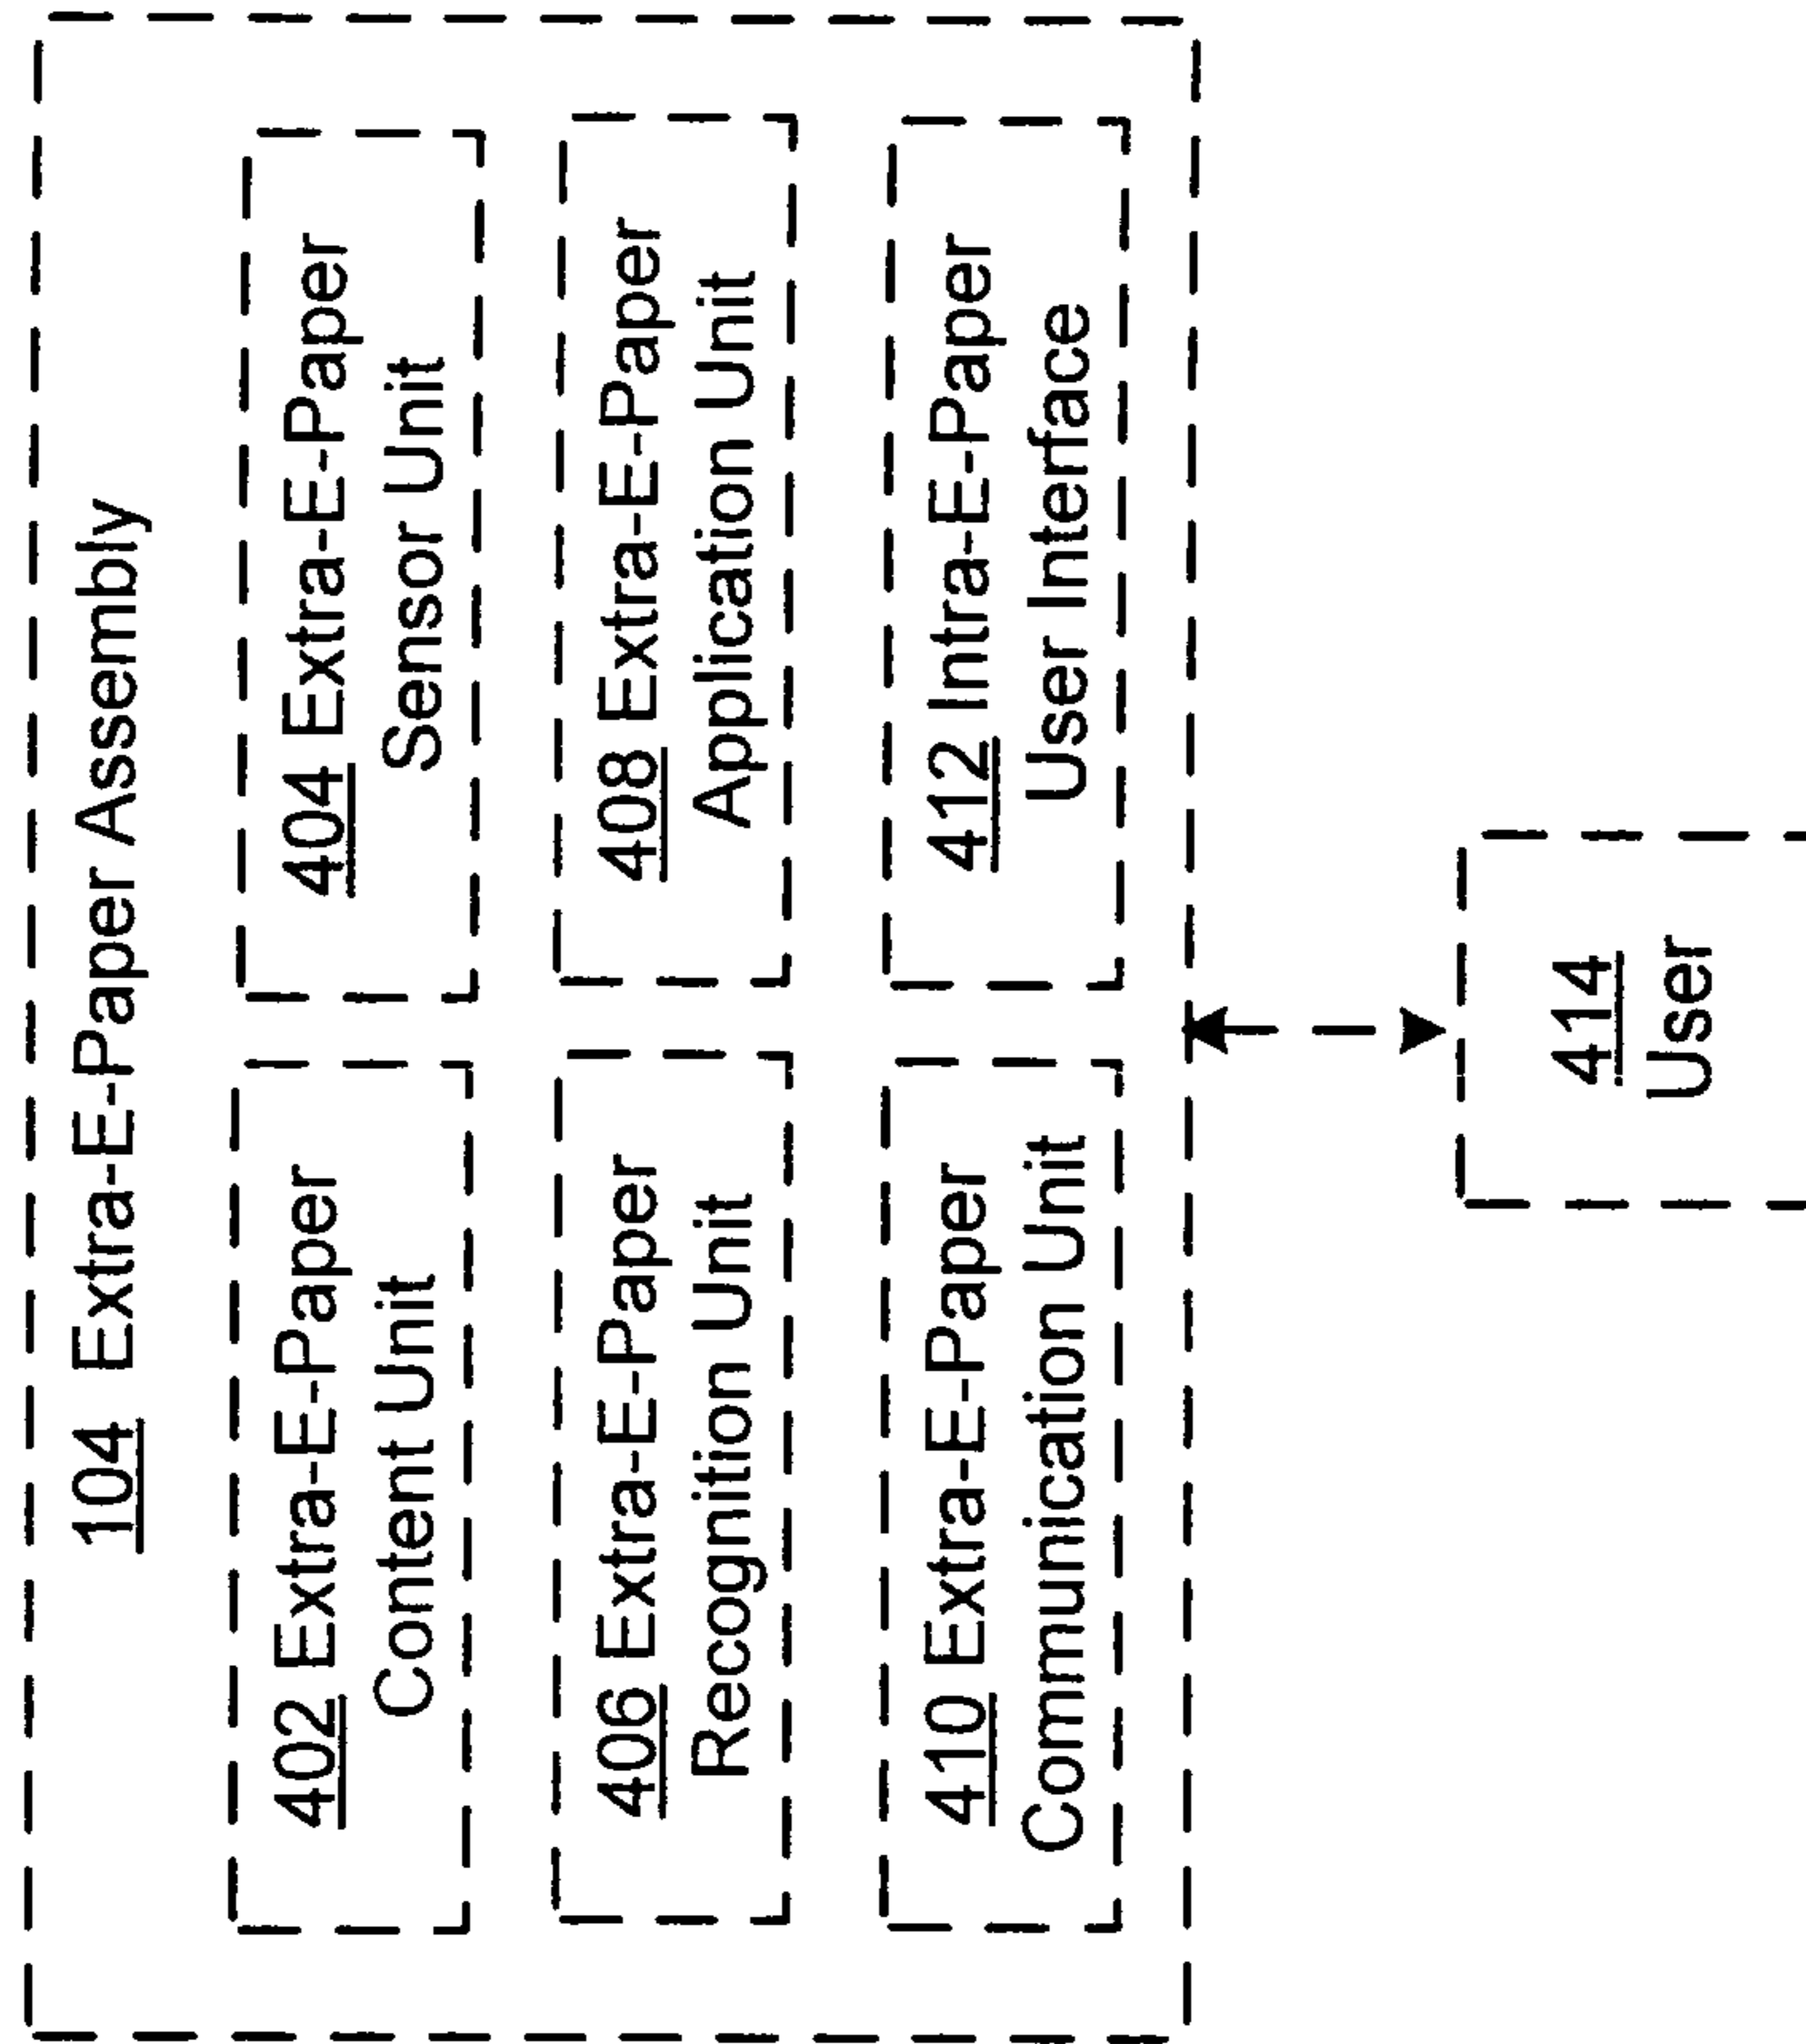 104 Extra-E-Paper Assembly
402 Extra-E-Paper
Content Unit
404 Extra-E-Paper
Sensor Unit
406 Extra-E-Paper
Recognition Unit
408 Extra-E-Paper
Application Unit
410 Extra-E-Paper
Communication Unit
412 Intra-E-Paper
User Interface
414
User